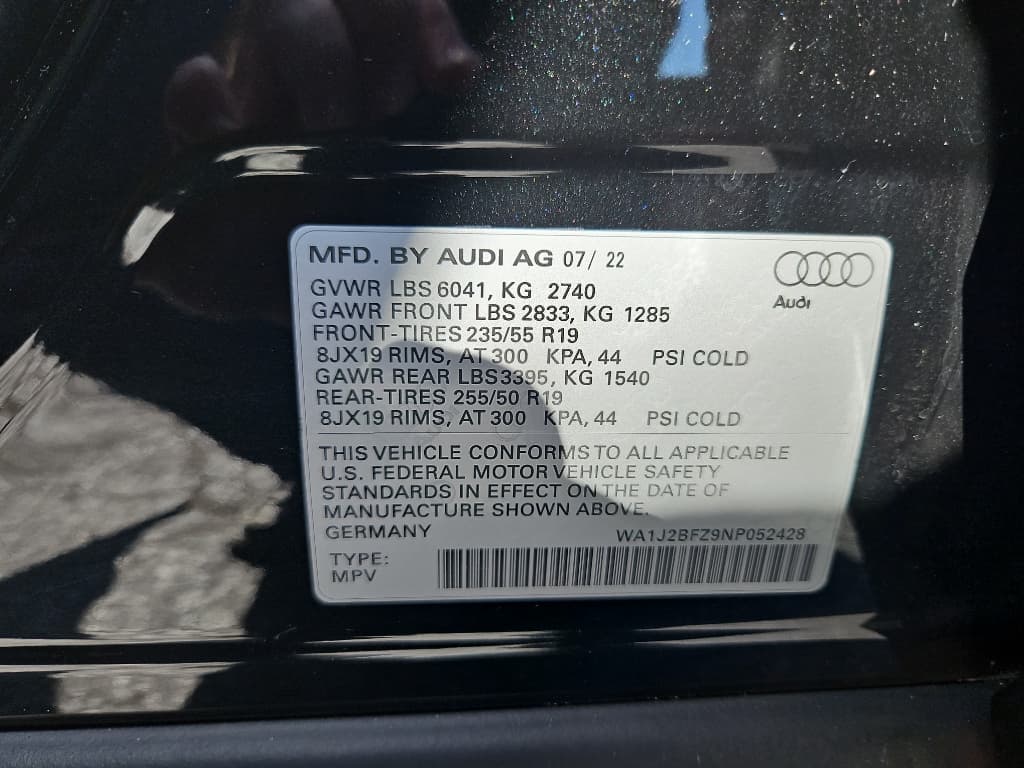 MFD. BY AUDI AG 07/ 22
Audi
GVWR LBS 6041, KG 2740
GAWR FRONT LBS 2833, KG 1285
FRONT-TIRES 235/55 R19
8JX19 RIMS, AT 300 KPA, 44 PSI COLD
GAWR REAR LBS 3395, KG 1540
REAR-TIRES 255/50 R19
8JX19 RIMS, AT 300 KPA, 44 PSI COLD
THIS VEHICLE CONFORMS TO ALL APPLICABLE
U.S. FEDERAL MOTOR VEHICLE SAFETY
STANDARDS IN EFFECT ON THE DATE OF
MANUFACTURE SHOWN ABOVE.
GERMANY WA1J2BFZ9NP052428
TYPE:
MPV